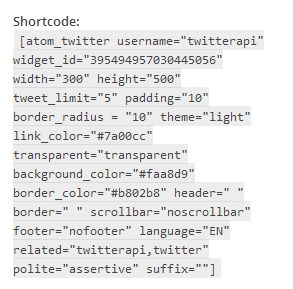 Shortcode:
[atom_twitter username="twitterapi"
widget_id="395494957030445056"
width="300" height="500"
tweet_limit="5" padding="10"
border_radius = "10" theme="light"
link_color="#7a00cc"
transparent="transparent"
background_color="#faa8d9"
border_color="#b802b8" header=" "
border=" " scrollbar="noscrollbar"
footer="nofooter" language="EN"
related="twitterapi,twitter"
polite="assertive" suffix=""]